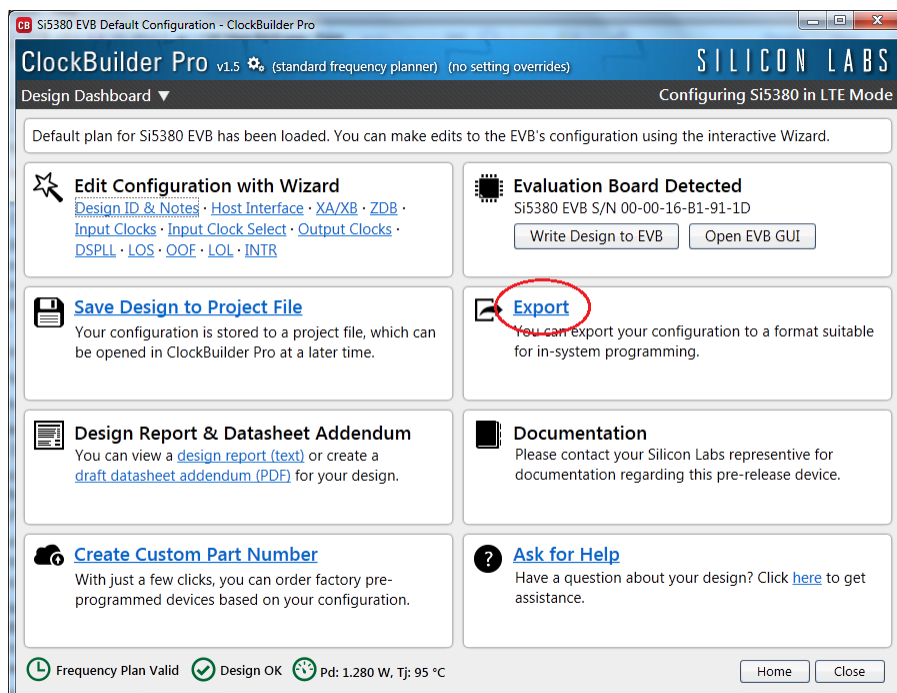 CB Si5380 EVB Default Configuration - ClockBuilder Pro
ClockBuilder Pro v1.5 (standard frequency planner) (no setting overrides)
SILICON LABS
Design Dashboard ▼
Configuring Si5380 in LTE Mode
Default plan for Si5380 EVB has been loaded. You can make edits to the EVB's configuration using the interactive Wizard.
Edit Configuration with Wizard
Design ID & Notes · Host Interface · XA/XB · ZDB ·
Input Clocks · Input Clock Select · Output Clocks ·
DSPLL · LOS · OOF · LOL · INTR
Evaluation Board Detected
Si5380 EVB S/N 00-00-16-B1-91-1D
Write Design to EVB
Open EVB GUI
Save Design to Project File
Your configuration is stored to a project file, which can
be opened in ClockBuilder Pro at a later time.
Export
You can export your configuration to a format suitable
for in-system programming.
Design Report & Datasheet Addendum
You can view a design report (text) or create a
draft datasheet addendum (PDF) for your design.
Documentation
Please contact your Silicon Labs representive for
documentation regarding this pre-release device.
Create Custom Part Number
With just a few clicks, you can order factory pre-
programmed devices based on your configuration.
?
Ask for Help
Have a question about your design? Click here to get
assistance.
Frequency Plan Valid
Design OK
Pd: 1.280 W, Tj: 95 °C
Home
Close